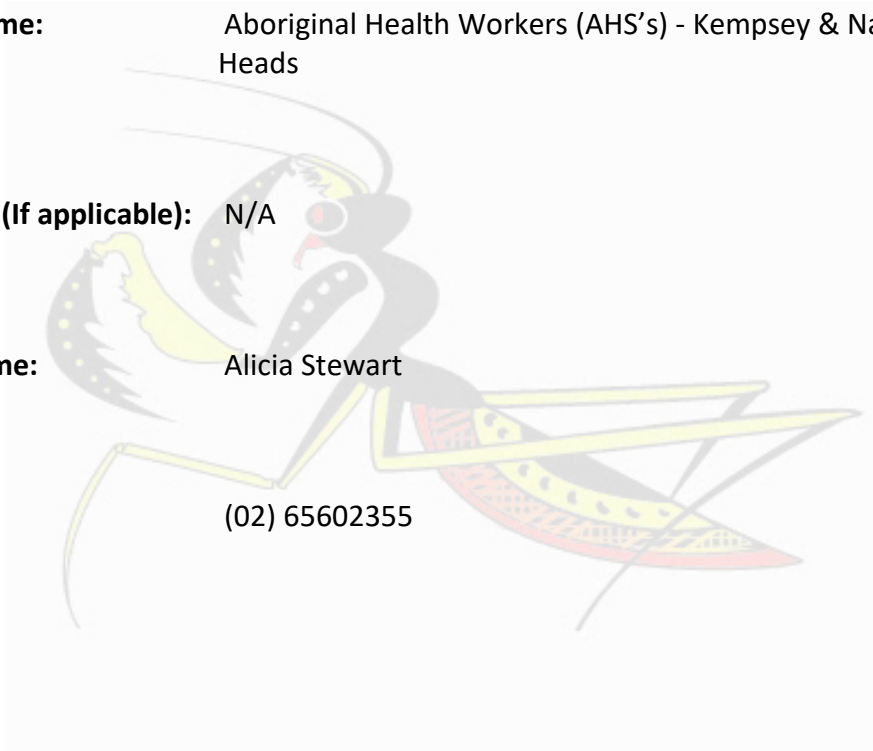 me: Aboriginal Health Workers (AHS’s) - Kempsey & Na
Heads
(If applicable): N/A
me: Alicia Stewart
(02) 65602355